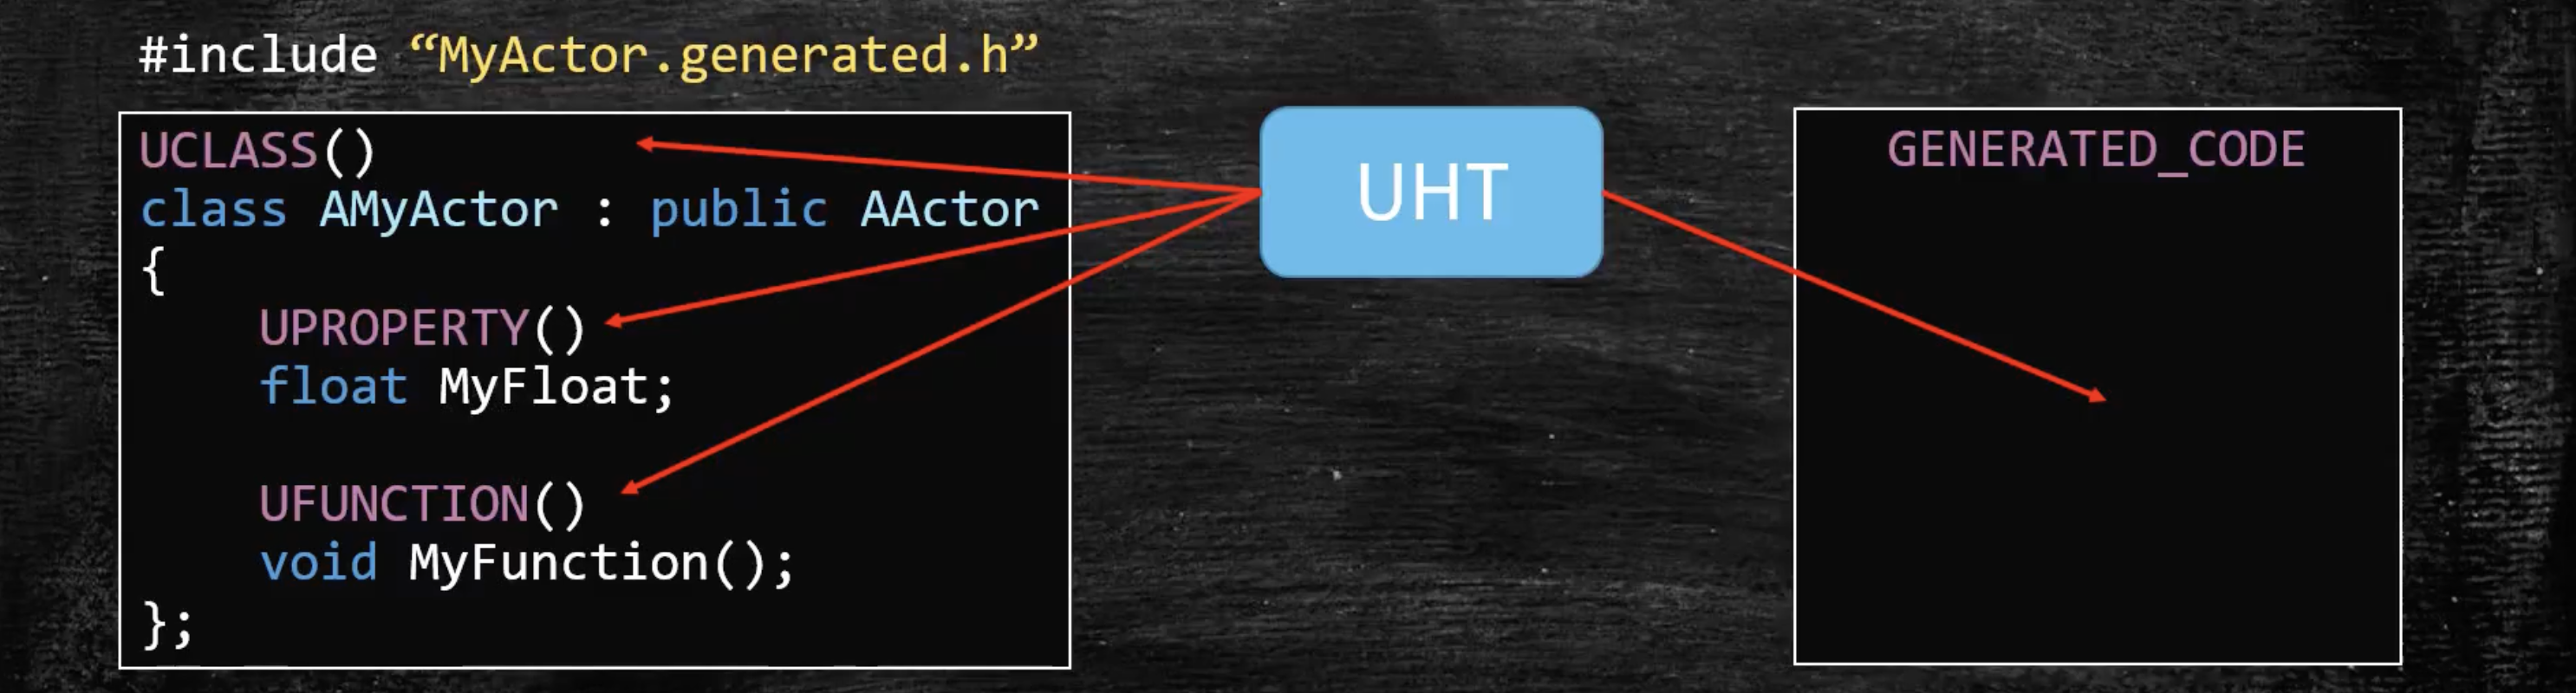 #include “MyActor.generated.h”
UCLASS()
class AMyActor : public AActor
{
UPROPERTY()
float MyFloat;
UFUNCTION()
void MyFunction();
};
UHT
GENERATED_CODE